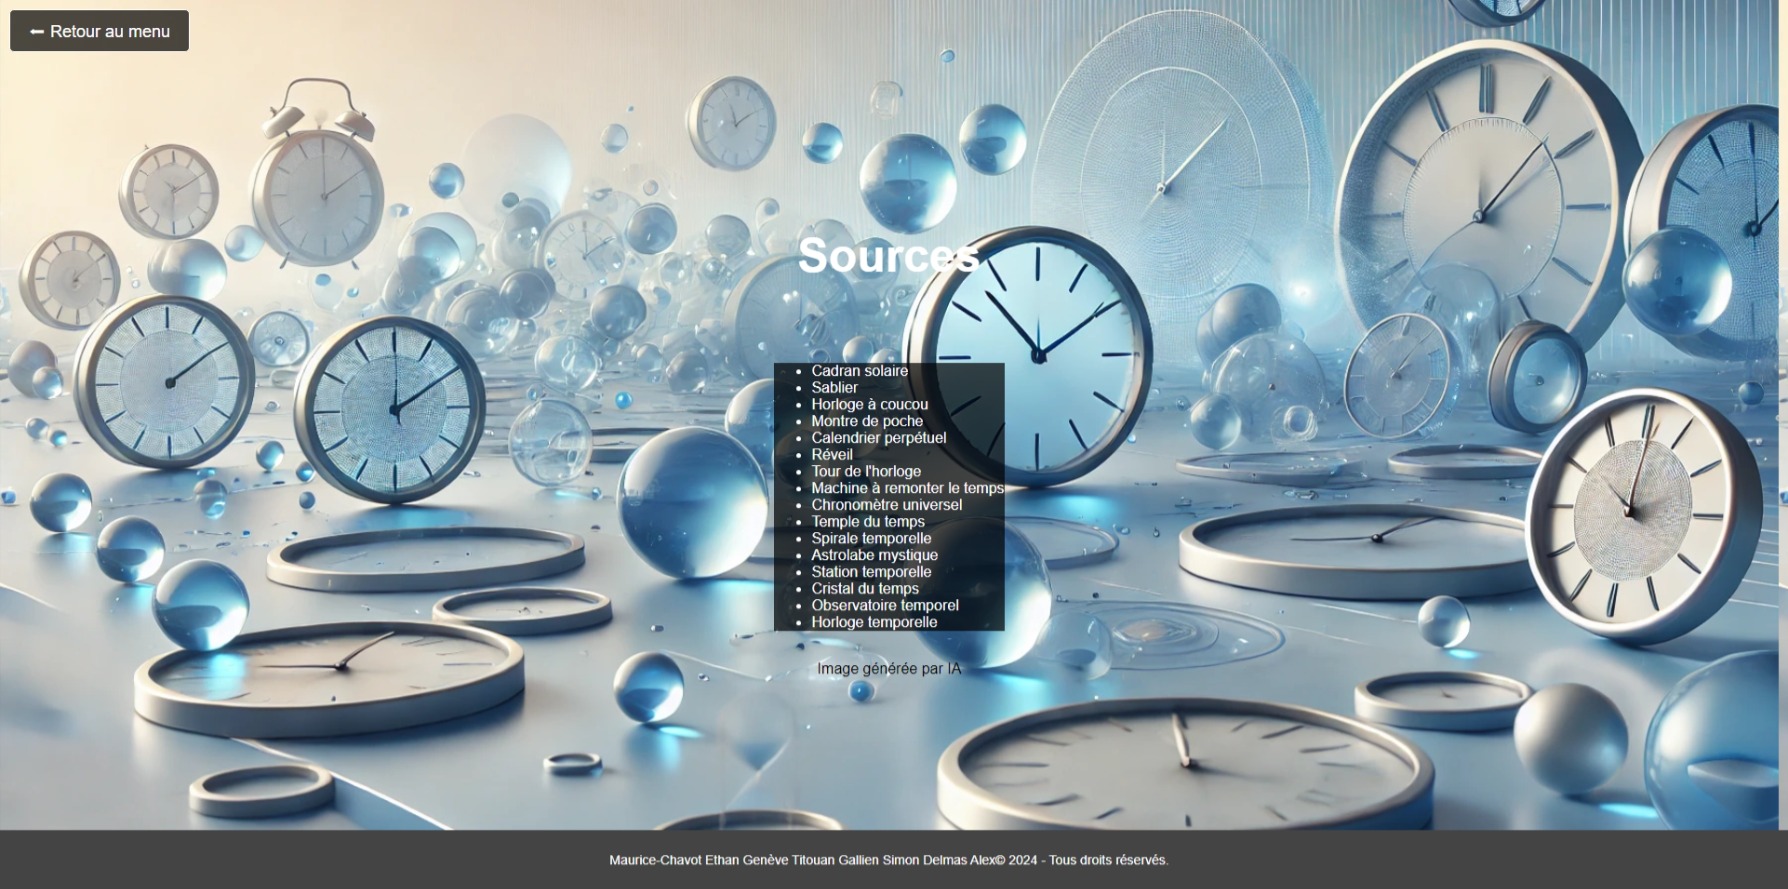 ⬅ Retour au menu
Sources
• Cadran solaire
• Sablier
• Horloge à coucou
• Montre de poche
• Calendrier perpétuel
• Réveil
• Tour de l'horloge
• Machine à remonter le temps
• Chronomètre universel
• Temple du temps
• Spirale temporelle
• Astrolabe mystique
• Station temporelle
• Cristal du temps
• Observatoire temporel
• Horloge temporelle
Image générée par IA
Maurice-Chavot Ethan Genève Titouan Gallien Simon Delmas Alex© 2024 - Tous droits réservés.